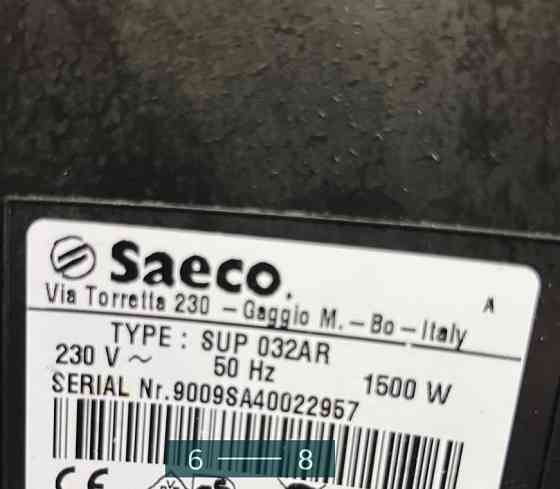 Saeco.
A
Via Torretta 230 – Gaggio M. – Bo – Italy
TYPE : SUP 032AR
230 V ~ 50 Hz 1500 W
SERIAL Nr.9009SA40022957
6 8
CE